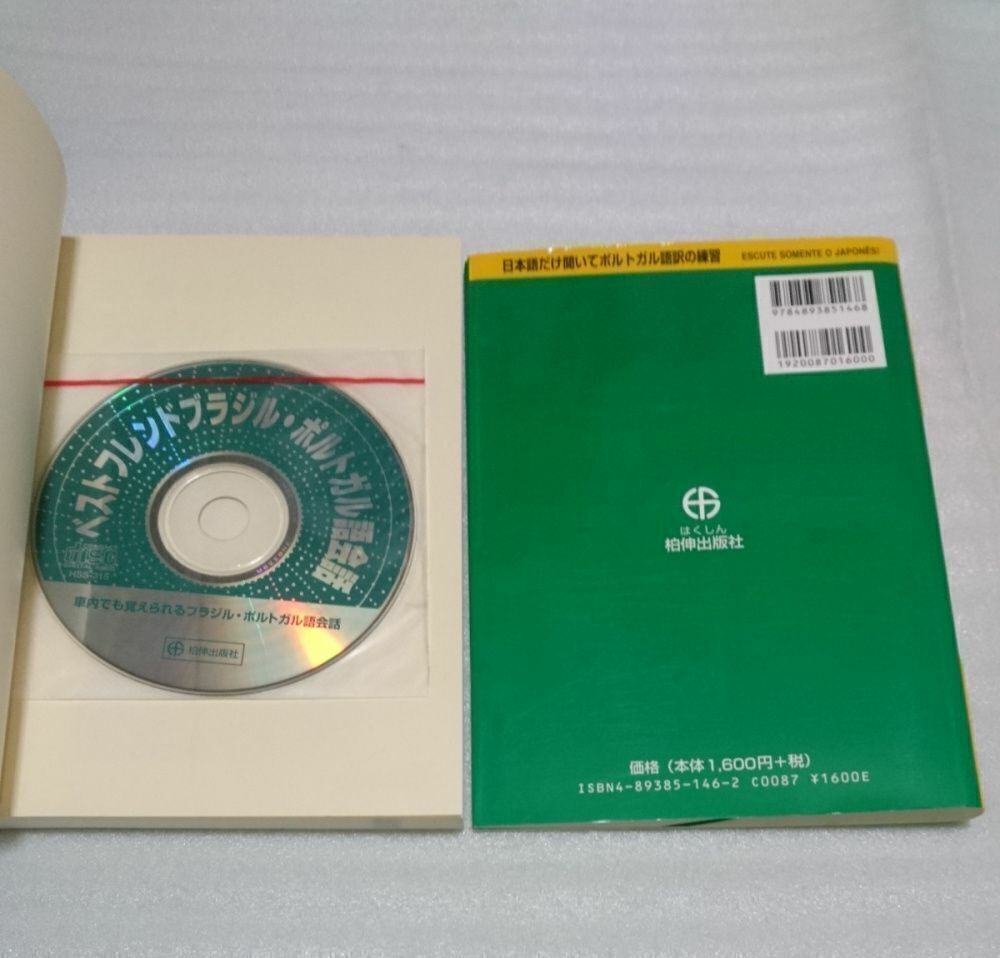 ベストフレンドブラジル・ポルトガル語会話
disc
HSS-315
車内でも覚えられるブラジル・ポルトガル語会話
柏伸出版社
日本語だけ聞いてポルトガル語訳の練習 ESCUTE SOMENTE O JAPONÊS!
9784893851468
1920087016000
はくしん
柏伸出版社
価格(本体1,600円+税)
ISBN4-89385-146-2 C0087 ¥1600E